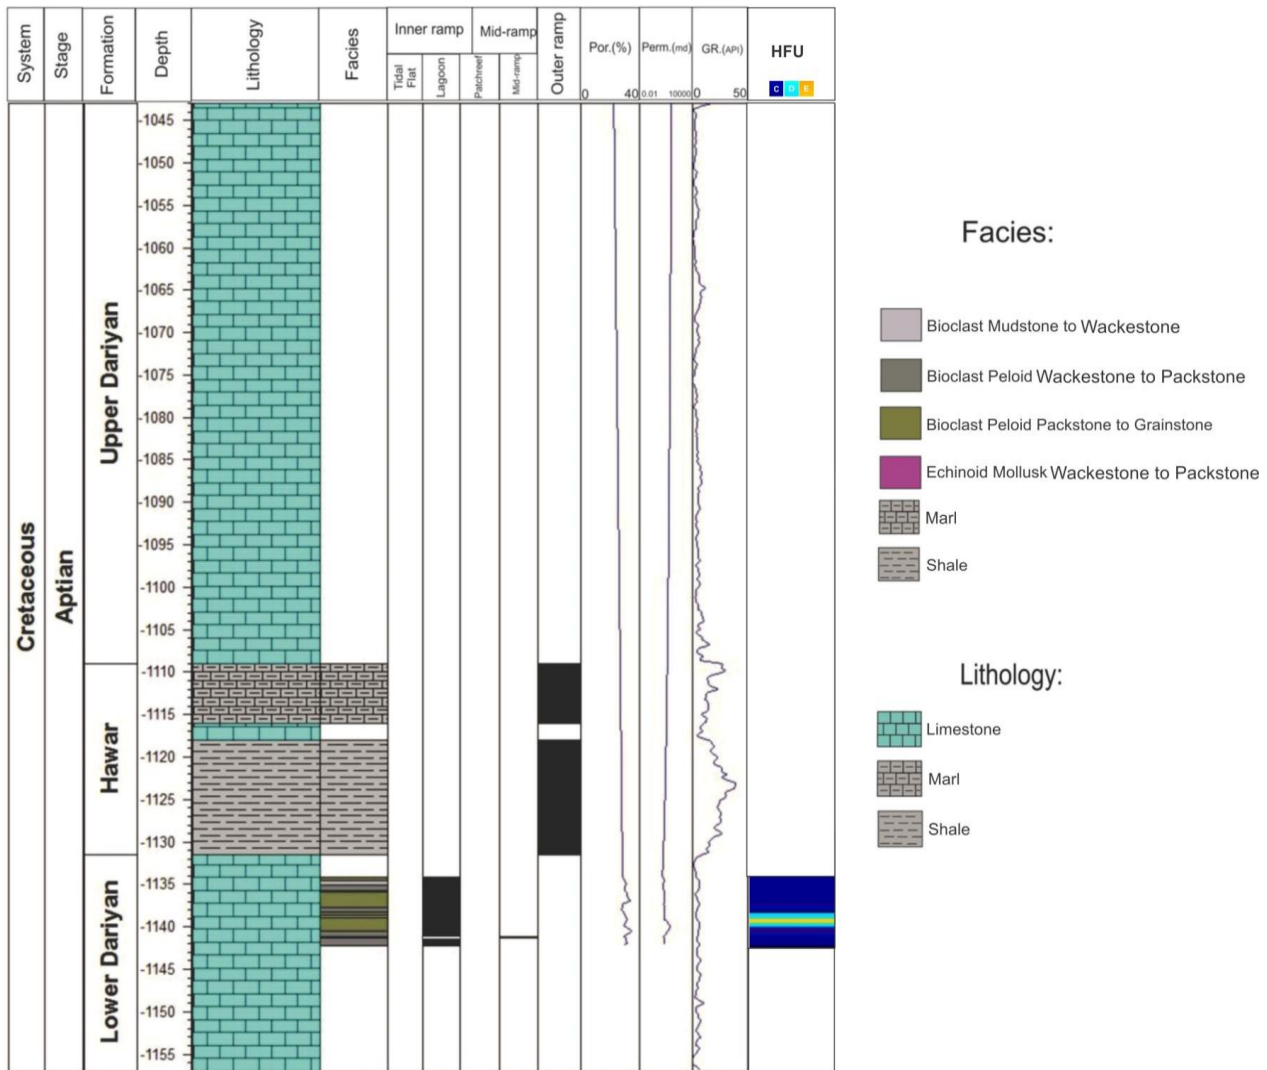 System
Stage
Formation
Depth
Lithology
Facies
Inner ramp
Tidal
Flat
Lagoon
Mid-ramp
Patchreef
Mid-ramp
Outer ramp
Por.(%)
0 40
Perm.(md)
0.01 10000
GR.(API)
0 50
HFU
C D E
Cretaceous
Aptian
Upper Dariyan
Hawar
Lower Dariyan
-1045
-1050
-1055
-1060
-1065
-1070
-1075
-1080
-1085
-1090
-1095
-1100
-1105
-1110
-1115
-1120
-1125
-1130
-1135
-1140
-1145
-1150
-1155
Facies:
Bioclast Mudstone to Wackestone
Bioclast Peloid Wackestone to Packstone
Bioclast Peloid Packstone to Grainstone
Echinoid Mollusk Wackestone to Packstone
Marl
Shale
Lithology:
Limestone
Marl
Shale